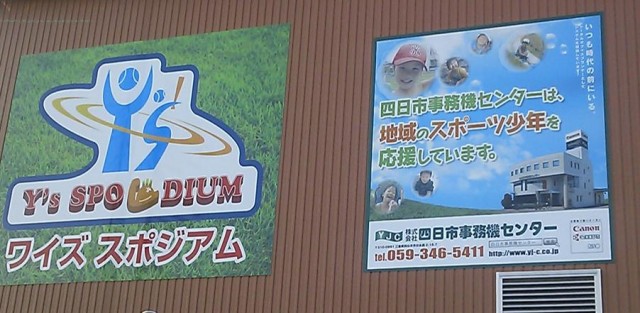 Y's
Y's SPO DIUM
ワイズ スポジアム
いつも時代の前にいる。
四日市事務機センターは、
地域のスポーツ少年を
応援しています。
YJC 株式会社 四日市事務機センター
tel.059-346-5411 http://www.yj-c.co.jp
Canon